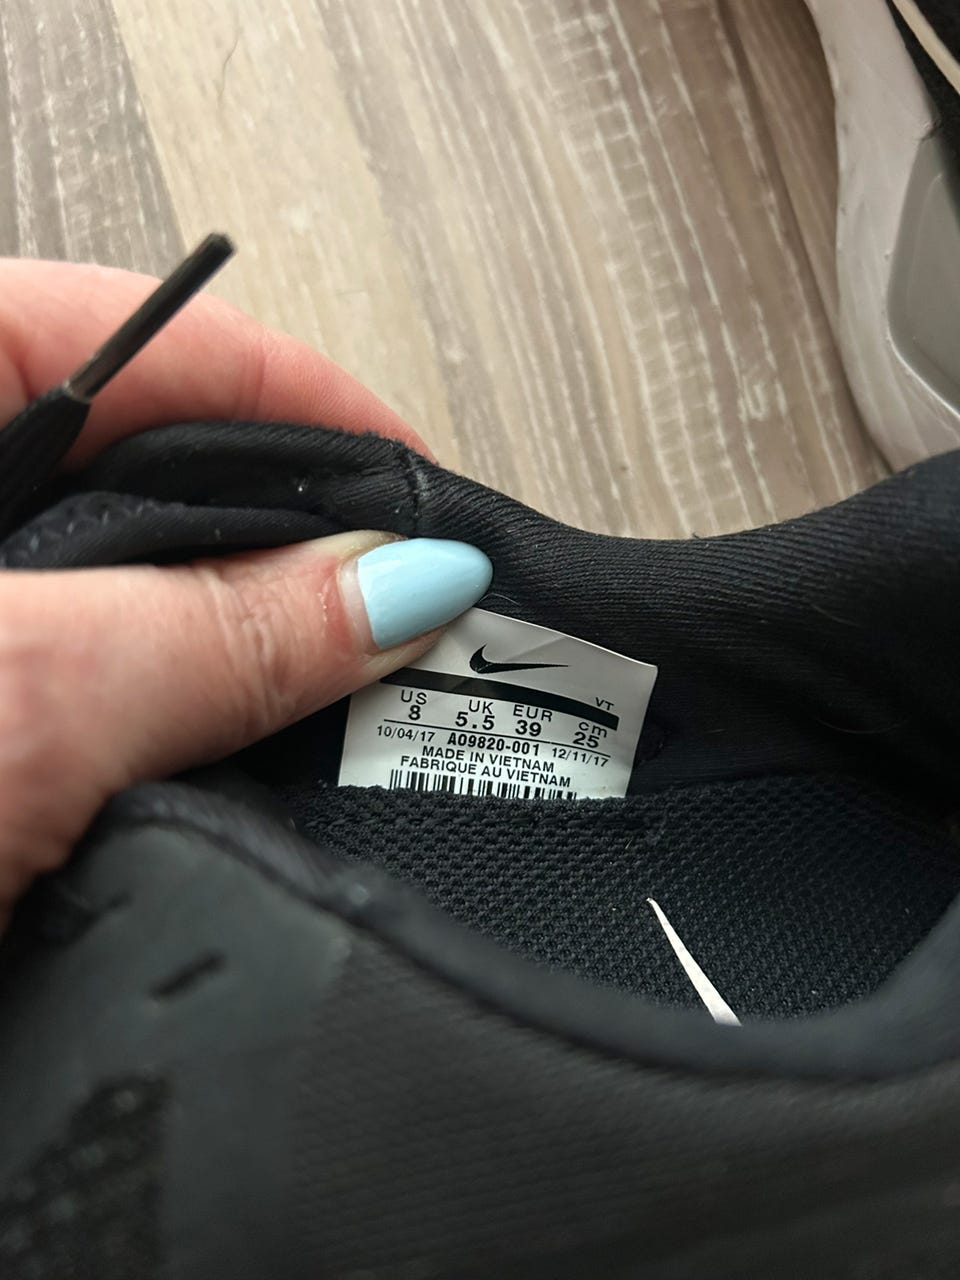 VT
US UK EUR cm
8 5.5 39 25
10/04/17 AO9820-001 12/11/17
MADE IN VIETNAM
FABRIQUE AU VIETNAM